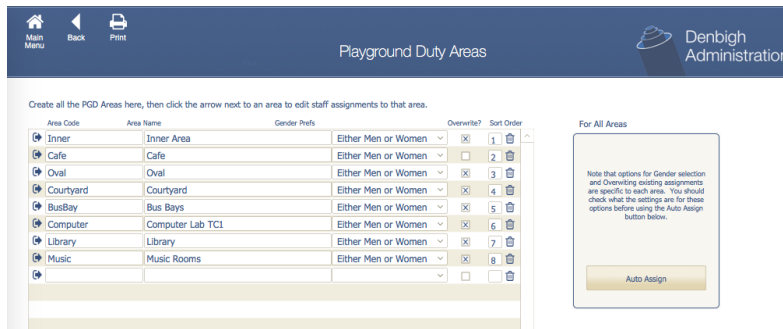 Main Menu
Back
Print
Playground Duty Areas
Denbigh
Administration
Create all the PGD Areas here, then click the arrow next to an area to edit staff assignments to that area.
Area Code Area Name Gender Prefs Overwrite? Sort Order
Inner Inner Area Either Men or Women 1
Cafe Cafe Either Men or Women 2
Oval Oval Either Men or Women 3
Courtyard Courtyard Either Men or Women 4
BusBay Bus Bays Either Men or Women 5
Computer Computer Lab TC1 Either Men or Women 6
Library Library Either Men or Women 7
Music Music Rooms Either Men or Women 8
For All Areas
Note that options for Gender selection
and Overwiting existing assignments
are specific to each area. You should
check what the settings are for these
options before using the Auto Assign
button below.
Auto Assign